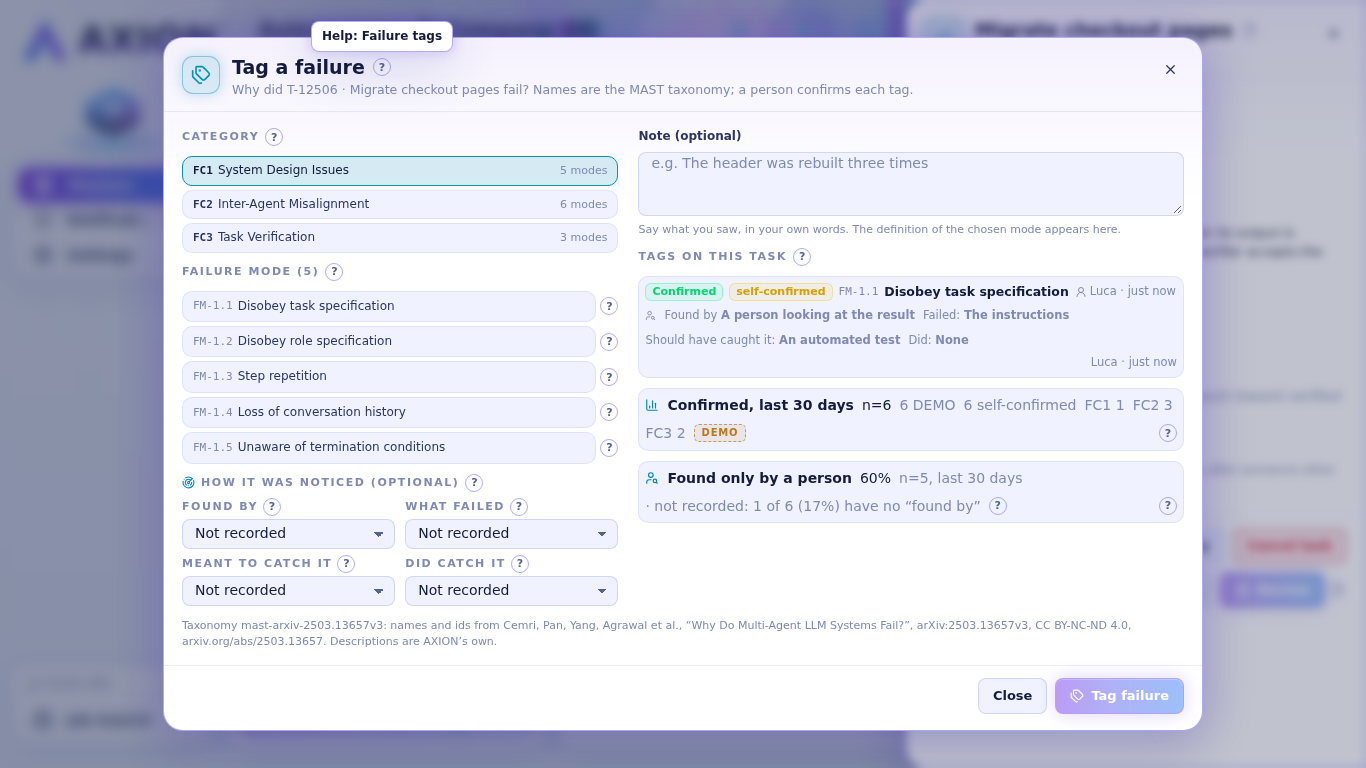 Help: Failure tags
Tag a failure ?
Why did T-12506 · Migrate checkout pages fail? Names are the MAST taxonomy; a person confirms each tag.
CATEGORY ?
FC1 System Design Issues 5 modes
FC2 Inter-Agent Misalignment 6 modes
FC3 Task Verification 3 modes
FAILURE MODE (5) ?
FM-1.1 Disobey task specification ?
FM-1.2 Disobey role specification ?
FM-1.3 Step repetition ?
FM-1.4 Loss of conversation history ?
FM-1.5 Unaware of termination conditions ?
HOW IT WAS NOTICED (OPTIONAL) ?
FOUND BY ? WHAT FAILED ?
Not recorded Not recorded
MEANT TO CATCH IT ? DID CATCH IT ?
Not recorded Not recorded
Note (optional)
e.g. The header was rebuilt three times
Say what you saw, in your own words. The definition of the chosen mode appears here.
TAGS ON THIS TASK ?
Confirmed self-confirmed FM-1.1 Disobey task specification Luca · just now
Found by A person looking at the result Failed: The instructions
Should have caught it: An automated test Did: None
Luca · just now
Confirmed, last 30 days n=6 6 DEMO 6 self-confirmed FC1 1 FC2 3
FC3 2 DEMO ?
Found only by a person 60% n=5, last 30 days
· not recorded: 1 of 6 (17%) have no “found by” ? ?
Taxonomy mast-arxiv-2503.13657v3: names and ids from Cemri, Pan, Yang, Agrawal et al., “Why Do Multi-Agent LLM Systems Fail?”, arXiv:2503.13657v3, CC BY-NC-ND 4.0,
arxiv.org/abs/2503.13657. Descriptions are AXION’s own.
Close Tag failure
AXION
Migrate checkout pages